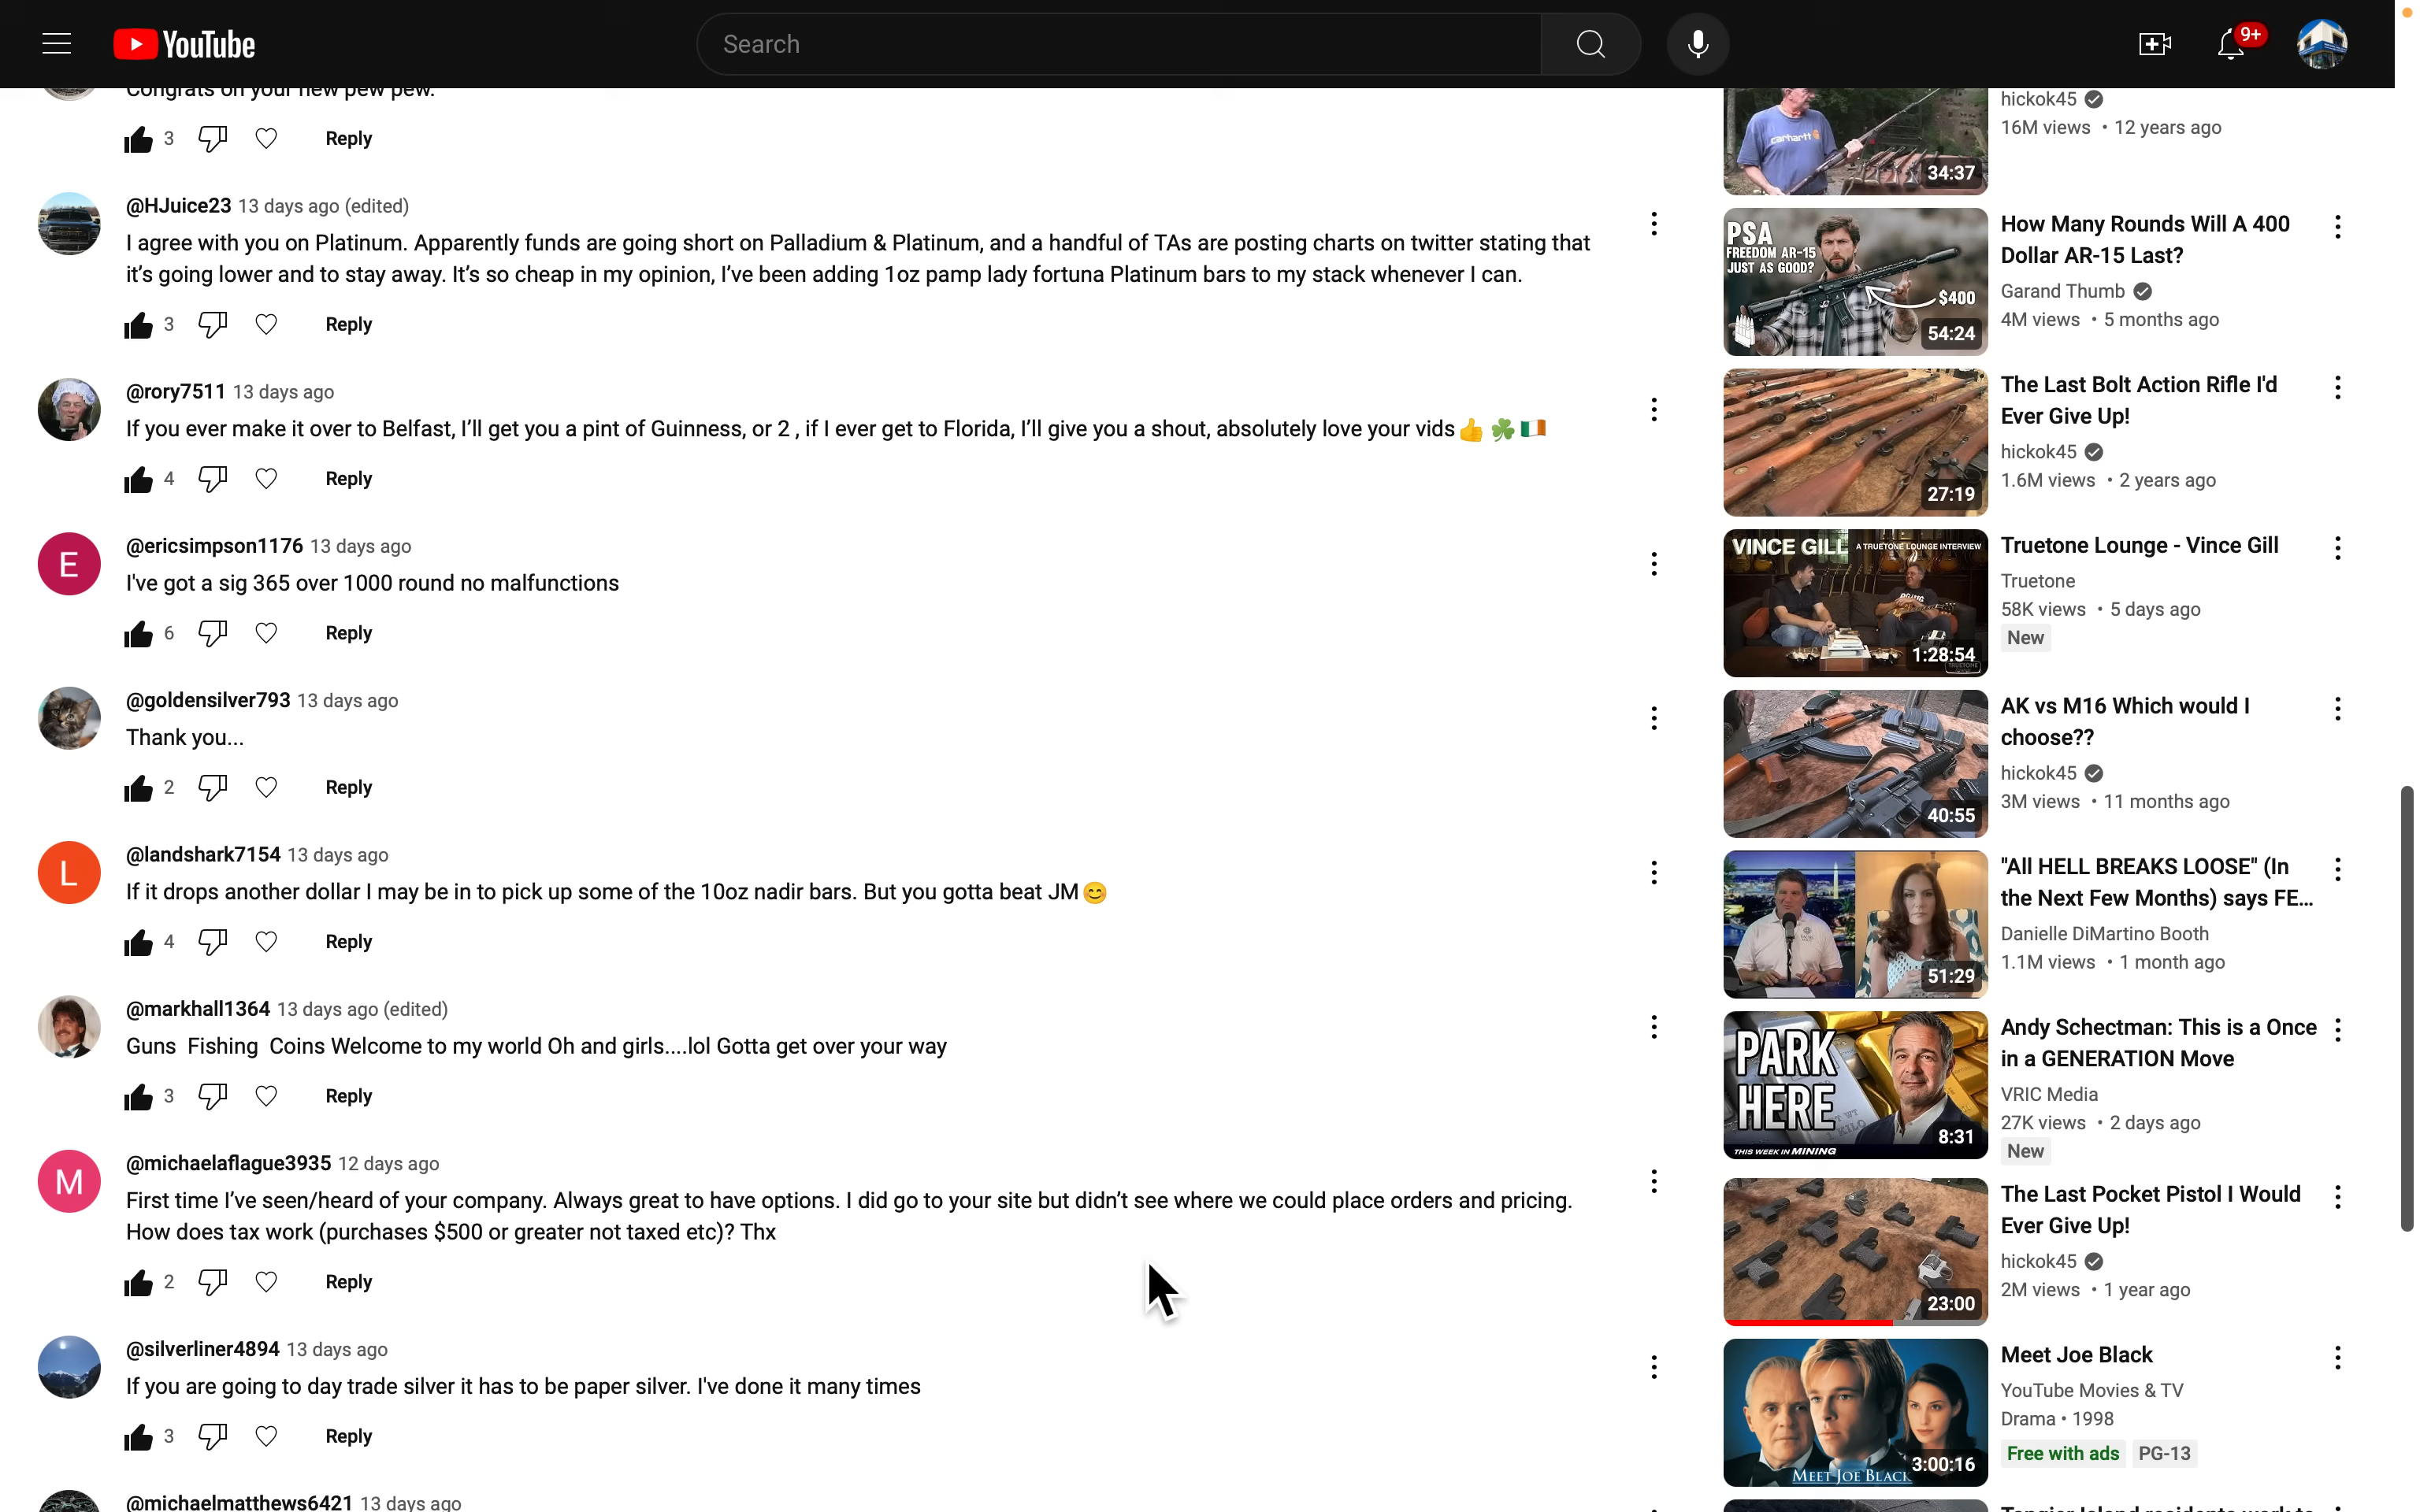 YouTube
Search
9+
Congrats on your new pew pew.
3
Reply
@HJuice23 13 days ago (edited)
I agree with you on Platinum. Apparently funds are going short on Palladium & Platinum, and a handful of TAs are posting charts on twitter stating that
it’s going lower and to stay away. It’s so cheap in my opinion, I’ve been adding 1oz pamp lady fortuna Platinum bars to my stack whenever I can.
3
Reply
@rory7511 13 days ago
If you ever make it over to Belfast, I’ll get you a pint of Guinness, or 2 , if I ever get to Florida, I’ll give you a shout, absolutely love your vids👍 ☘️🇮🇪
4
Reply
E
@ericsimpson1176 13 days ago
I've got a sig 365 over 1000 round no malfunctions
6
Reply
@goldensilver793 13 days ago
Thank you...
2
Reply
L
@landshark7154 13 days ago
If it drops another dollar I may be in to pick up some of the 10oz nadir bars. But you gotta beat JM😊
4
Reply
@markhall1364 13 days ago (edited)
Guns  Fishing  Coins Welcome to my world Oh and girls....lol Gotta get over your way
3
Reply
M
@michaelaflague3935 12 days ago
First time I’ve seen/heard of your company. Always great to have options. I did go to your site but didn’t see where we could place orders and pricing.
How does tax work (purchases $500 or greater not taxed etc)? Thx
2
Reply
@silverliner4894 13 days ago
If you are going to day trade silver it has to be paper silver. I've done it many times
3
Reply
@michaelmatthews6421 13 days ago
carhartt
34:37
hickok45
16M views • 12 years ago
PSA
FREEDOM AR-15
JUST AS GOOD?
$400
54:24
How Many Rounds Will A 400
Dollar AR-15 Last?
Garand Thumb
4M views • 5 months ago
27:19
The Last Bolt Action Rifle I'd
Ever Give Up!
hickok45
1.6M views • 2 years ago
VINCE GILL A TRUETONE LOUNGE INTERVIEW
1:28:54
TRUETONE
Truetone Lounge - Vince Gill
Truetone
58K views • 5 days ago
New
40:55
AK vs M16 Which would I
choose??
hickok45
3M views • 11 months ago
51:29
"All HELL BREAKS LOOSE" (In
the Next Few Months) says FE...
Danielle DiMartino Booth
1.1M views • 1 month ago
PARK
HERE
THIS WEEK IN MINING
8:31
Andy Schectman: This is a Once
in a GENERATION Move
VRIC Media
27K views • 2 days ago
New
23:00
The Last Pocket Pistol I Would
Ever Give Up!
hickok45
2M views • 1 year ago
MEET JOE BLACK
3:00:16
Meet Joe Black
YouTube Movies & TV
Drama • 1998
Free with ads PG-13
Tangier Island residents work to